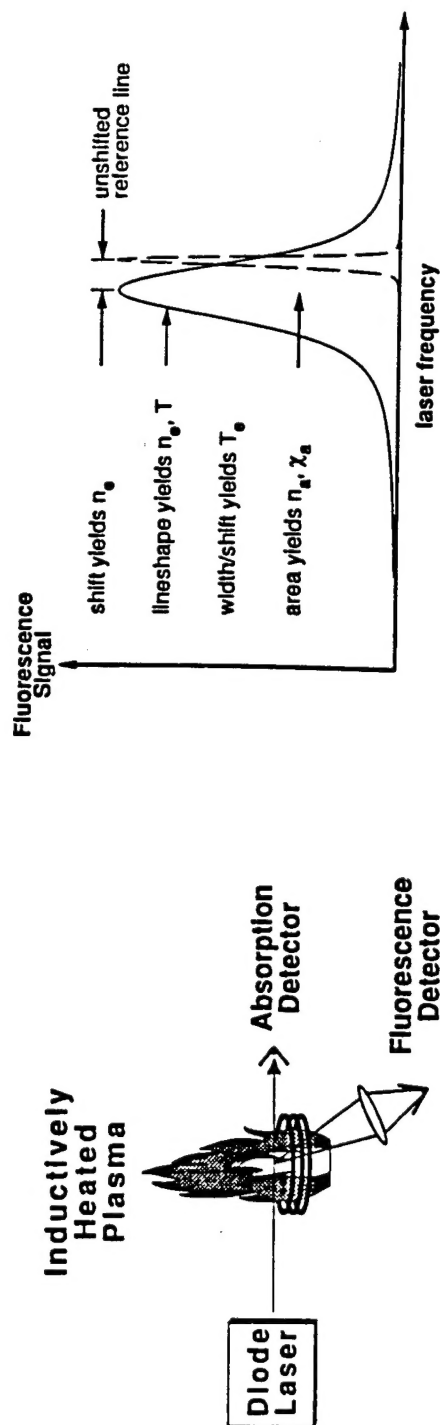 Inductively
Heated
Plasma
Diode
Laser
Absorption
Detector
Fluorescence
Detector
Fluorescence
Signal
shift yields nₑ
lineshape yields nₑ, T
width/shift yields Tₑ
area yields nₐ, χₐ
unshifted
reference line
laser frequency